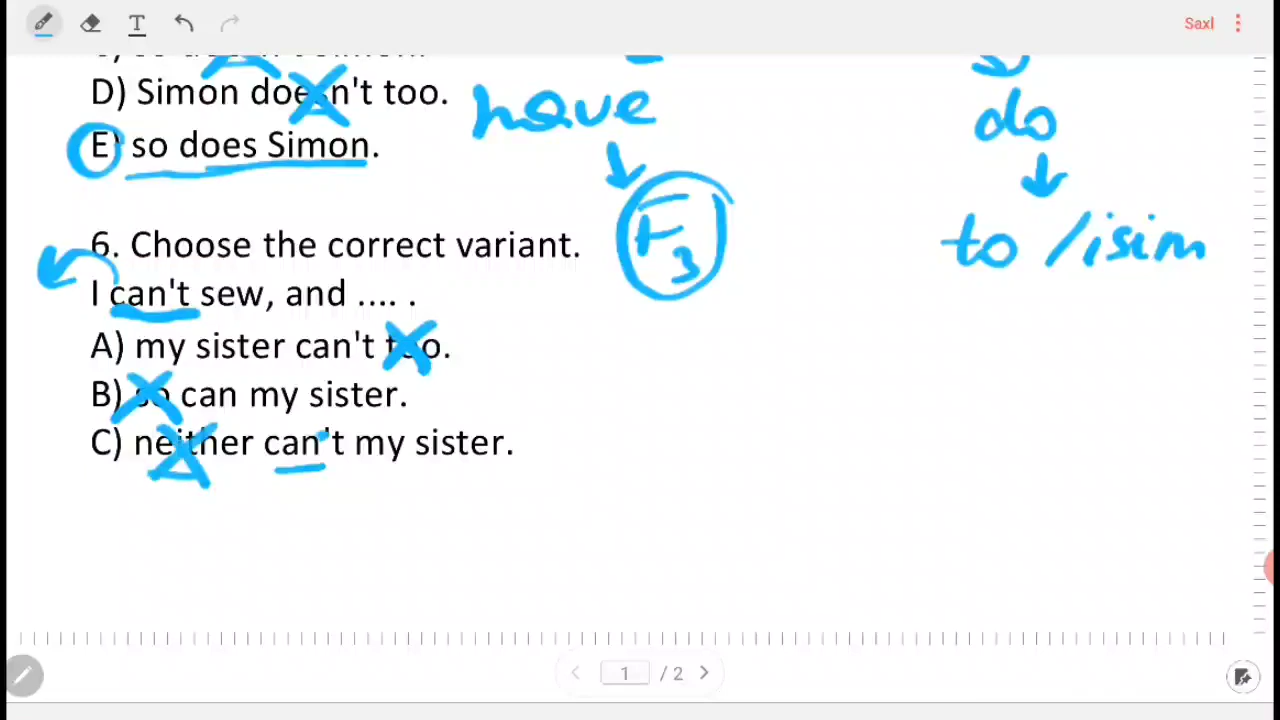 Saxl
D) Simon doesn't too.
have
do
E) so does Simon.
F3
6. Choose the correct variant.
to /isim
I can't sew, and .... .
A) my sister can't too.
B) so can my sister.
C) neither can't my sister.
1 / 2